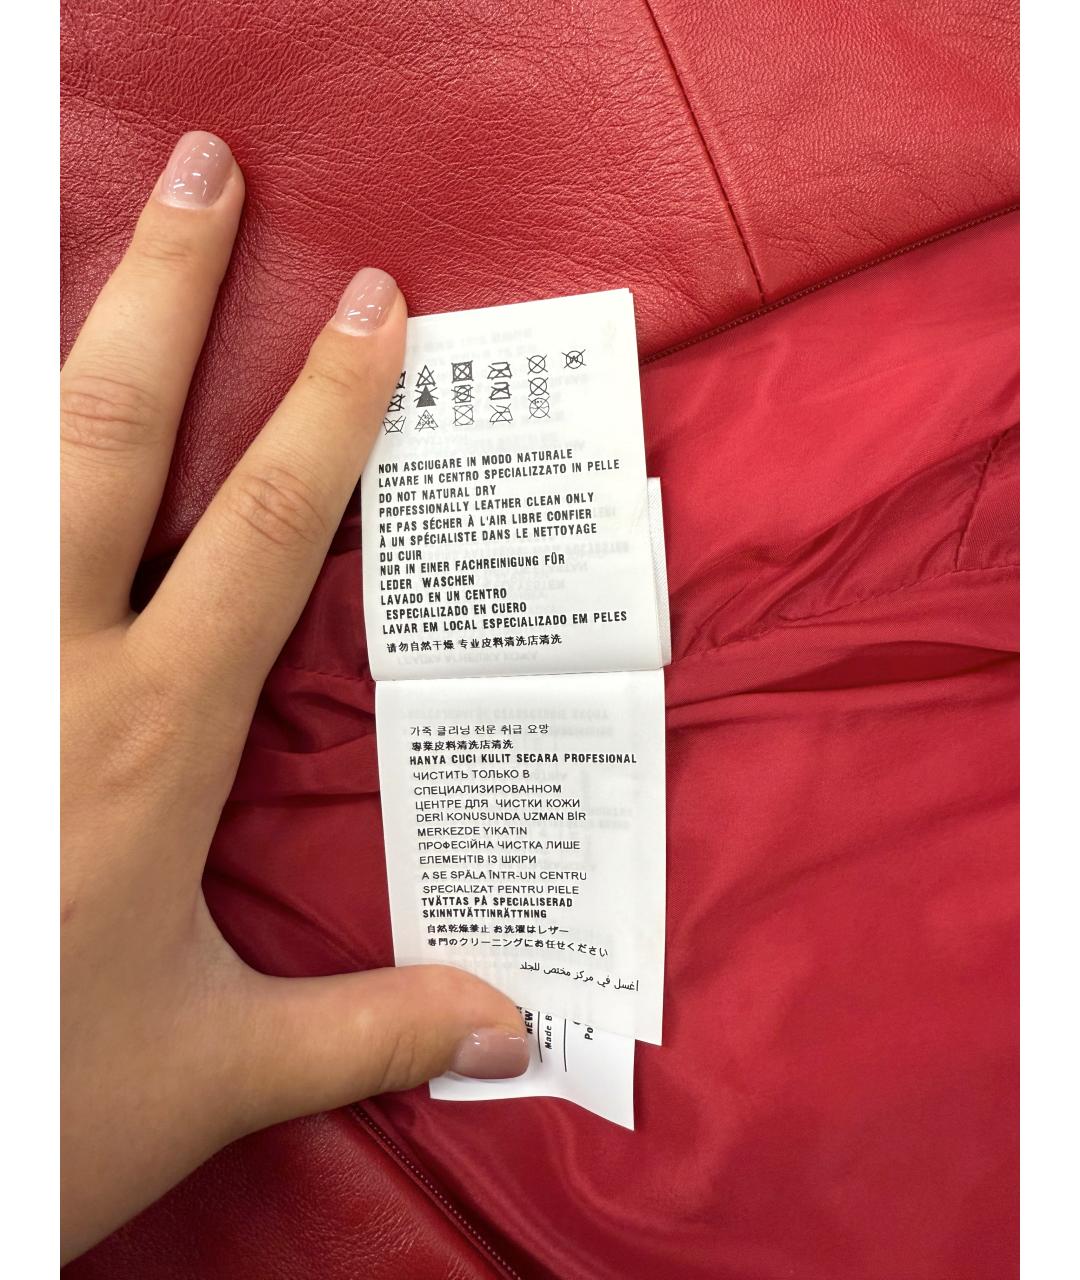 NON ASCIUGARE IN MODO NATURALE
LAVARE IN CENTRO SPECIALIZZATO IN PELLE
DO NOT NATURAL DRY
PROFESSIONALLY LEATHER CLEAN ONLY
NE PAS SÉCHER À L'AIR LIBRE CONFIER
À UN SPÉCIALISTE DANS LE NETTOYAGE
DU CUIR
NUR IN EINER FACHREINIGUNG FÜR
LEDER WASCHEN
LAVADO EN UN CENTRO
ESPECIALIZADO EN CUERO
LAVAR EM LOCAL ESPECIALIZADO EM PELES
请勿自然干燥 专业皮料清洗店清洗
가죽 클리닝 전문 취급 요망
專業皮料清洗店清洗
HANYA CUCI KULIT SECARA PROFESIONAL
ЧИСТИТЬ ТОЛЬКО В
СПЕЦИАЛИЗИРОВАННОМ
ЦЕНТРЕ ДЛЯ ЧИСТКИ КОЖИ
DERİ KONUSUNDA UZMAN BİR
MERKEZDE YIKATIN
ПРОФЕСІЙНА ЧИСТКА ЛИШЕ
ЕЛЕМЕНТІВ ІЗ ШКІРИ
A SE SPĂLA ÎNTR-UN CENTRU
SPECIALIZAT PENTRU PIELE
TVÄTTAS PÅ SPECIALISERAD
SKINNTVÄTTINRÄTTNING
自然乾燥禁止 お洗濯はレザー
専門のクリーニングにお任せください
أغسل في مركز مختص للجلد
NEW
Made B
Po